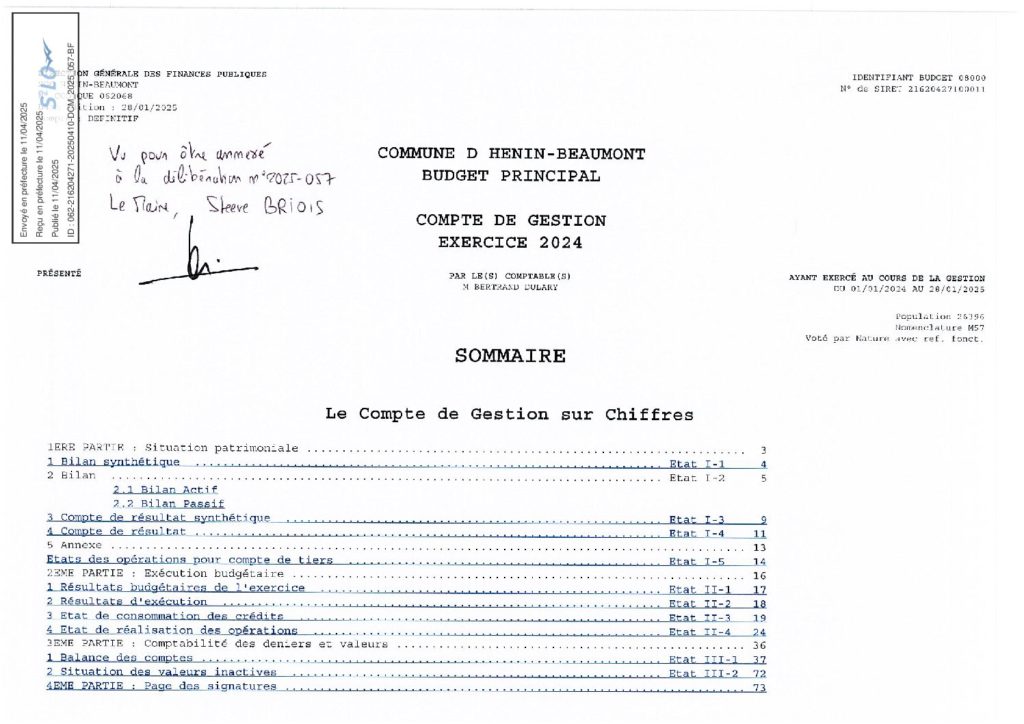 Envoyé en préfecture le 11/04/2025
Reçu en préfecture le 11/04/2025
Publié le 11/04/2025
ID : 062-216204271-20250410-DCM_2025_057-BF
ON GÉNÉRALE DES FINANCES PUBLIQUES
IN-BEAUMONT
QUE 062068
ition : 28/01/2025
DEFINITIF
IDENTIFIANT BUDGET 08000
N° de SIRET 21620427100011
Vu pour être annexé
à la délibération n°2025-057
Le Maire, Steeve BRIOIS
COMMUNE D HENIN-BEAUMONT
BUDGET PRINCIPAL
COMPTE DE GESTION
EXERCICE 2024
PRÉSENTÉ
PAR LE(S) COMPTABLE(S)
M BERTRAND DULARY
AYANT EXERCÉ AU COURS DE LA GESTION
DU 01/01/2024 AU 28/01/2025
Population 26396
Nomenclature M57
Voté par Nature avec ref. fonct.
SOMMAIRE
Le Compte de Gestion sur Chiffres
1ERE PARTIE : Situation patrimoniale 3
1 Bilan synthétique Etat I-1 4
2 Bilan Etat I-2 5
2.1 Bilan Actif
2.2 Bilan Passif
3 Compte de résultat synthétique Etat I-3 9
4 Compte de résultat Etat I-4 11
5 Annexe 13
Etats des opérations pour compte de tiers Etat I-5 14
2EME PARTIE : Exécution budgétaire 16
1 Résultats budgétaires de l'exercice Etat II-1 17
2 Résultats d'exécution Etat II-2 18
3 Etat de consommation des crédits Etat II-3 19
4 Etat de réalisation des opérations Etat II-4 24
3EME PARTIE : Comptabilité des deniers et valeurs 36
1 Balance des comptes Etat III-1 37
2 Situation des valeurs inactives Etat III-2 72
4EME PARTIE : Page des signatures 73